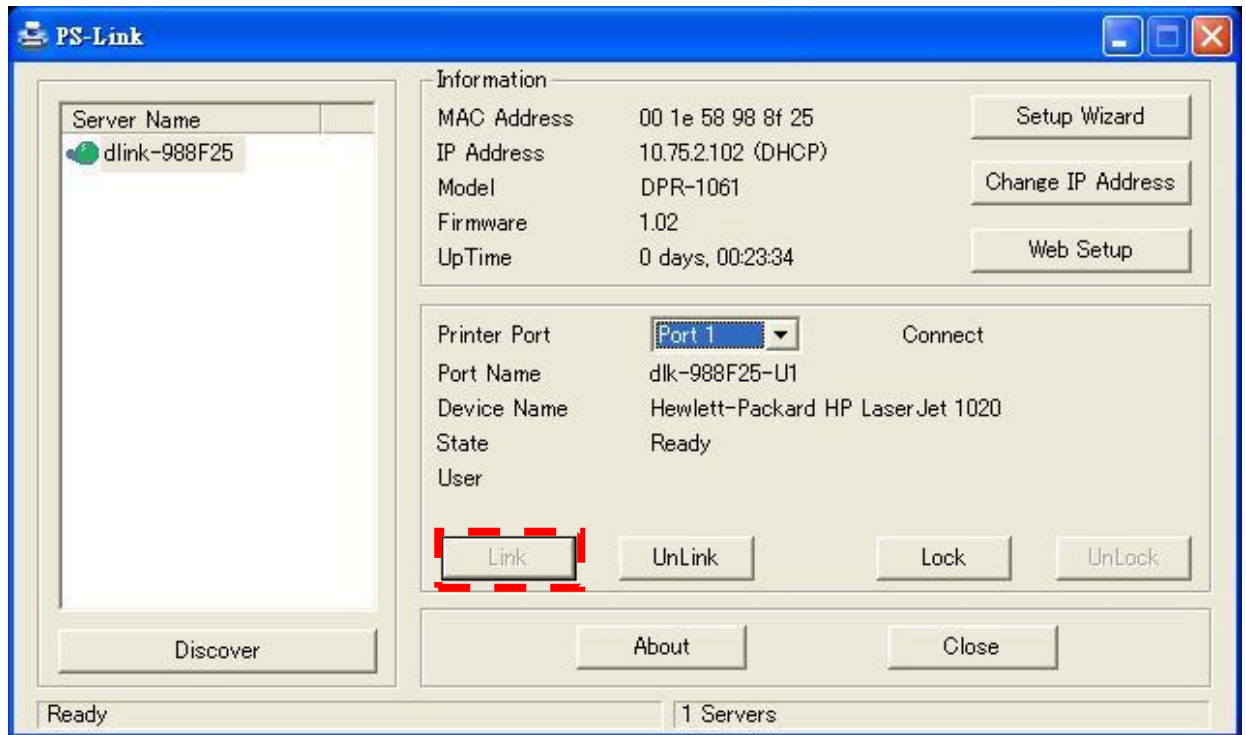 PS-Link
Server Name
dlink-988F25
Discover
Information
MAC Address 00 1e 58 98 8f 25
IP Address 10.75.2.102 (DHCP)
Model DPR-1061
Firmware 1.02
UpTime 0 days, 00:23:34
Setup Wizard
Change IP Address
Web Setup
Printer Port Port 1 Connect
Port Name dlk-988F25-U1
Device Name Hewlett-Packard HP LaserJet 1020
State Ready
User
Link UnLink Lock UnLock
About Close
Ready 1 Servers